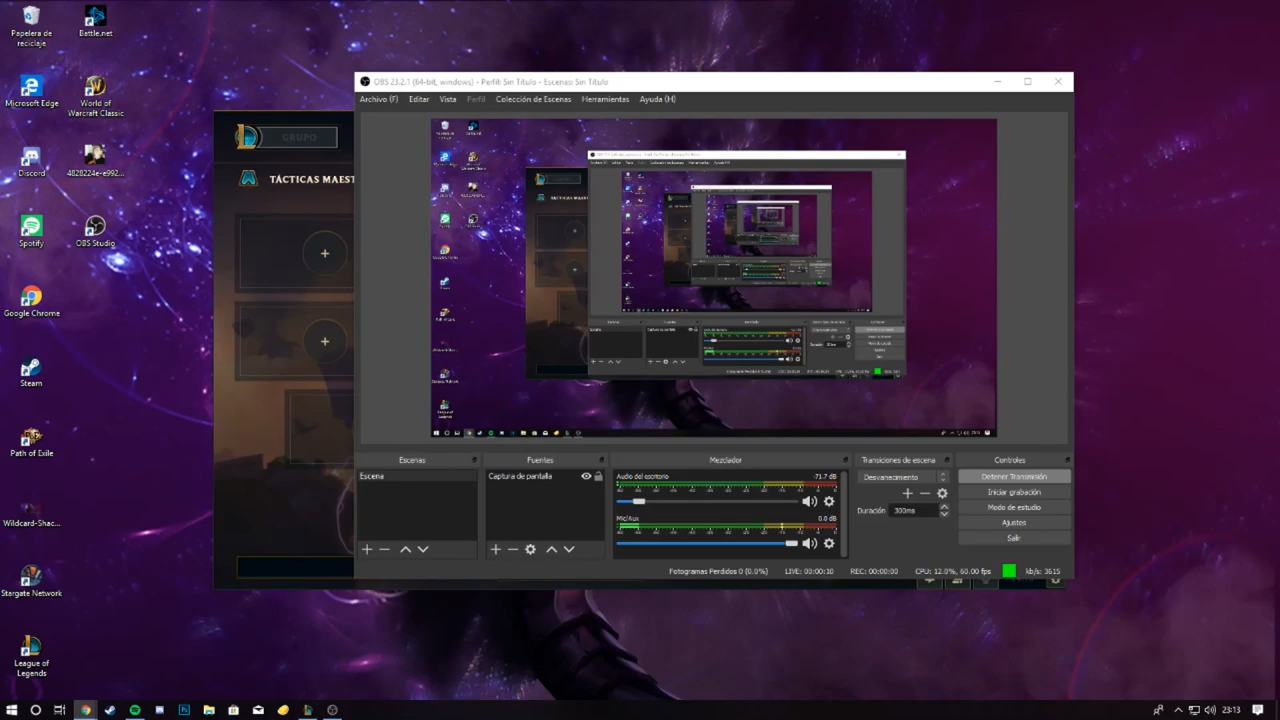 Papelera de
reciclaje
Battle.net
Microsoft Edge
World of
Warcraft Classic
Discord
4828224e-e992...
Spotify
OBS Studio
Google Chrome
Steam
Path of Exile
Wildcard-Shac...
Stargate Network
League of
Legends
GRUPO
TÁCTICAS MAEST
OBS 23.2.1 (64-bit, windows) - Perfil: Sin Título - Escenas: Sin Título
Archivo (F) Editar Vista Perfil Colección de Escenas Herramientas Ayuda (H)
Escenas Fuentes Mezclador Transiciones de escena Controles
Escena
Captura de pantalla
Audio del escritorio -71.7 dB
Mic/Aux 0.0 dB
Desvanecimiento
Duración 300ms
Detener Transmisión
Iniciar grabación
Modo de estudio
Ajustes
Salir
Fotogramas Perdidos 0 (0.0%) LIVE: 00:00:10 REC: 00:00:00 CPU: 12.0%, 60.00 fps kb/s: 3615
23:13